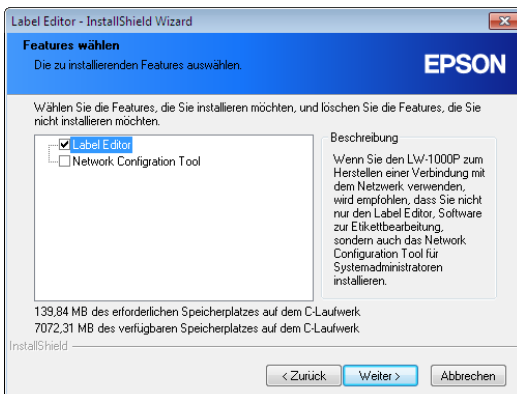 Label Editor - InstallShield Wizard
Features wählen
Die zu installierenden Features auswählen.
EPSON
Wählen Sie die Features, die Sie installieren möchten, und löschen Sie die Features, die Sie
nicht installieren möchten.
Label Editor
Network Configration Tool
Beschreibung
Wenn Sie den LW-1000P zum
Herstellen einer Verbindung mit
dem Netzwerk verwenden,
wird empfohlen, dass Sie nicht
nur den Label Editor, Software
zur Etikettbearbeitung,
sondern auch das Network
Configuration Tool für
Systemadministratoren
installieren.
139,84 MB des erforderlichen Speicherplatzes auf dem C-Laufwerk
7072,31 MB des verfügbaren Speicherplatzes auf dem C-Laufwerk
InstallShield
< Zurück
Weiter >
Abbrechen